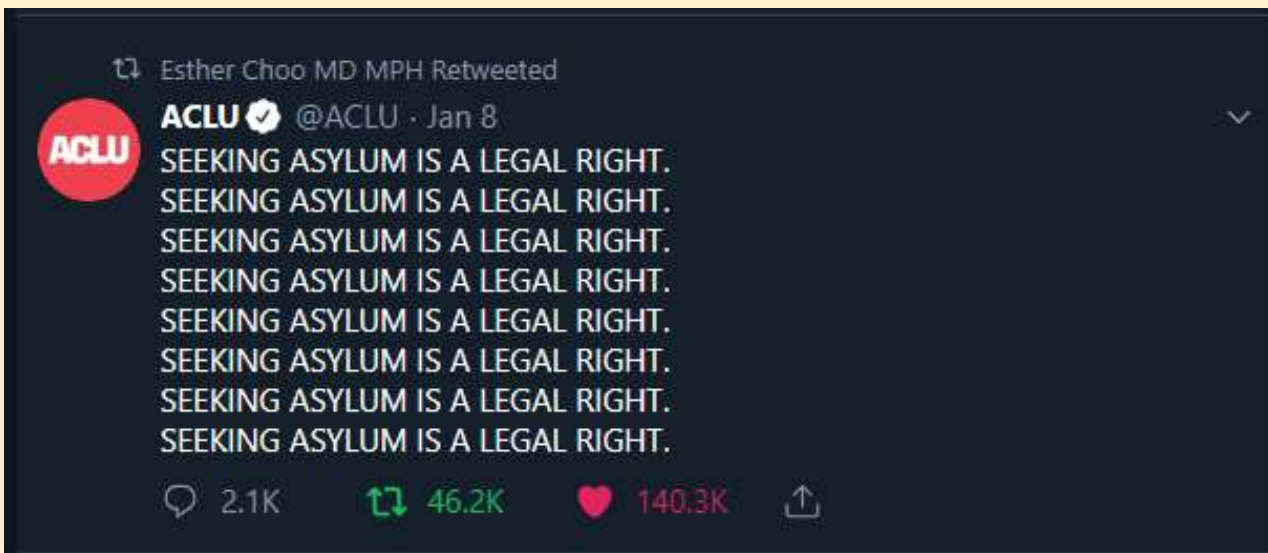 Esther Choo MD MPH Retweeted
ACLU @ACLU · Jan 8
ACLU
SEEKING ASYLUM IS A LEGAL RIGHT.
SEEKING ASYLUM IS A LEGAL RIGHT.
SEEKING ASYLUM IS A LEGAL RIGHT.
SEEKING ASYLUM IS A LEGAL RIGHT.
SEEKING ASYLUM IS A LEGAL RIGHT.
SEEKING ASYLUM IS A LEGAL RIGHT.
SEEKING ASYLUM IS A LEGAL RIGHT.
SEEKING ASYLUM IS A LEGAL RIGHT.
2.1K 46.2K 140.3K